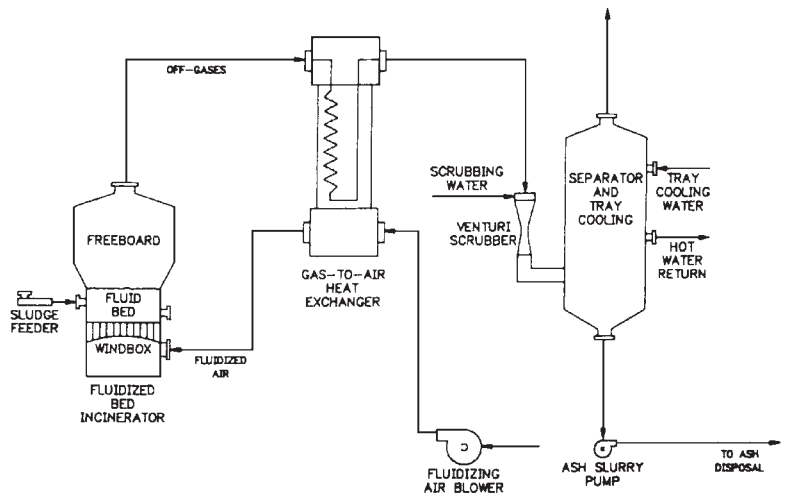 OFF-GASES
SCRUBBING
WATER
SEPARATOR
AND
TRAY
COOLING
TRAY
COOLING
WATER
FREEBOARD
VENTURI
SCRUBBER
HOT
WATER
RETURN
GAS-TO-AIR
HEAT
EXCHANGER
SLUDGE
FEEDER
FLUID
BED
WINDBOX
FLUIDIZED
AIR
FLUIDIZED
BED
INCINERATOR
FLUIDIZING
AIR BLOWER
ASH SLURRY
PUMP
TO ASH
DISPOSAL